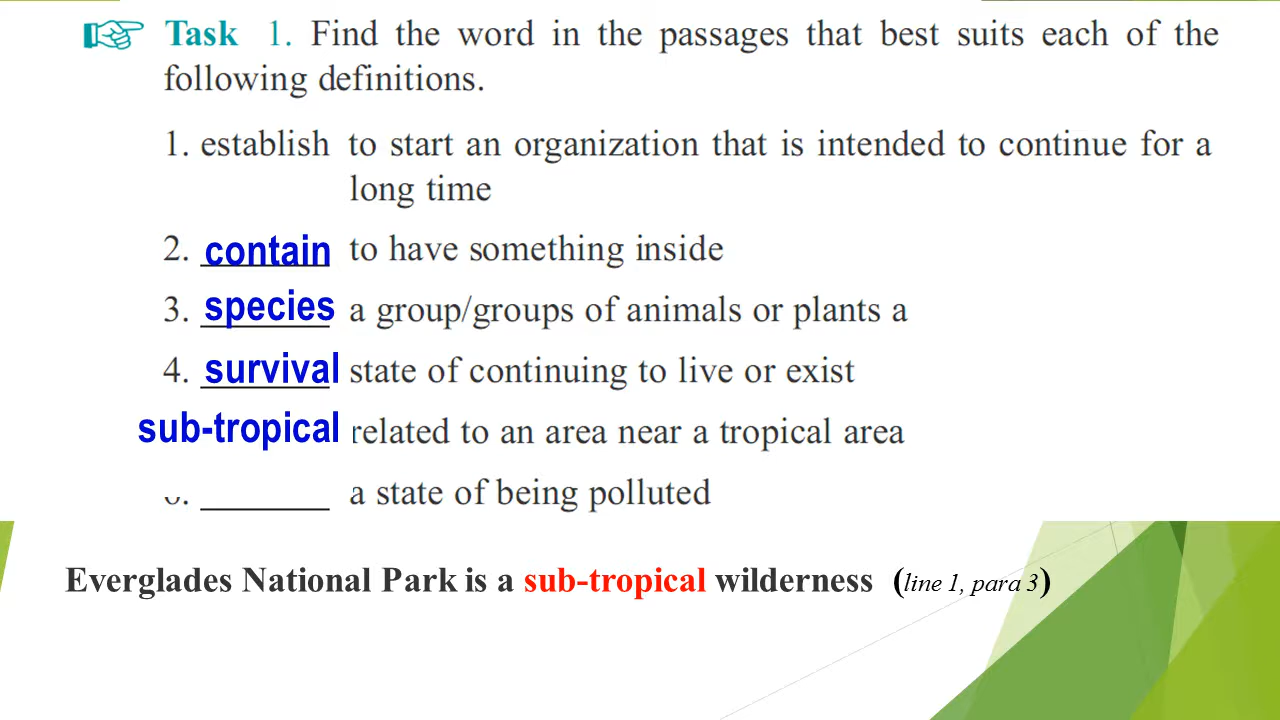 Task 1. Find the word in the passages that best suits each of the
following definitions.
1. establish to start an organization that is intended to continue for a
long time
2. contain to have something inside
3. species a group/groups of animals or plants a
4. survival state of continuing to live or exist
sub-tropical related to an area near a tropical area
________ a state of being polluted
Everglades National Park is a sub-tropical wilderness (line 1, para 3)